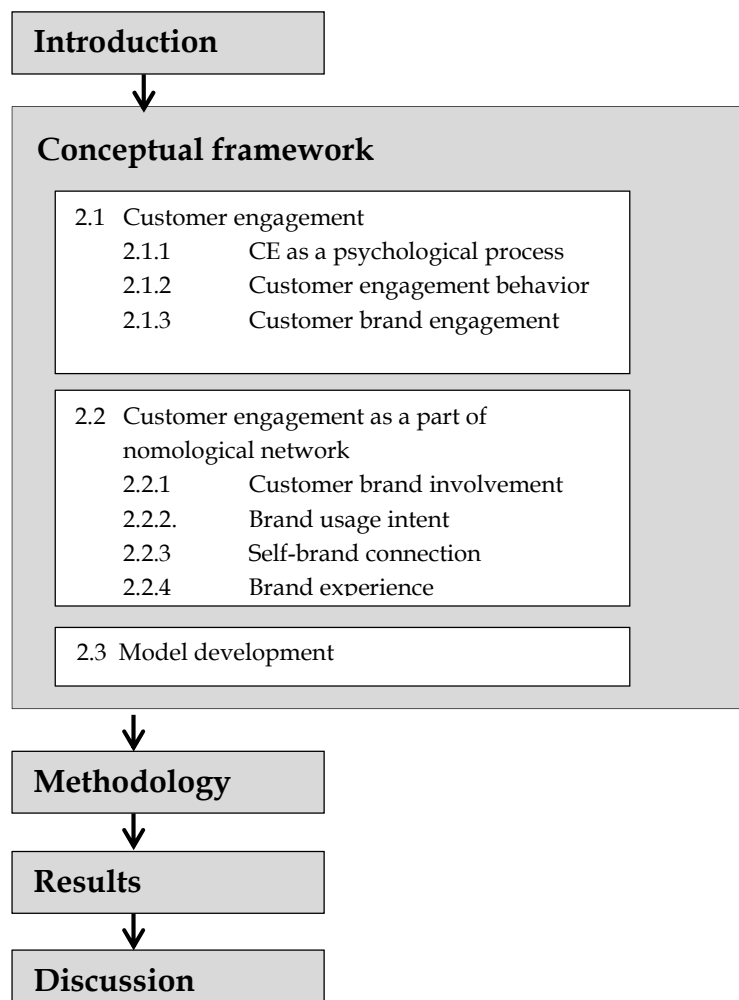 Introduction
Conceptual framework
2.1 Customer engagement
2.1.1 CE as a psychological process
2.1.2 Customer engagement behavior
2.1.3 Customer brand engagement
2.2 Customer engagement as a part of
nomological network
2.2.1 Customer brand involvement
2.2.2. Brand usage intent
2.2.3 Self-brand connection
2.2.4 Brand experience
2.3 Model development
Methodology
Results
Discussion